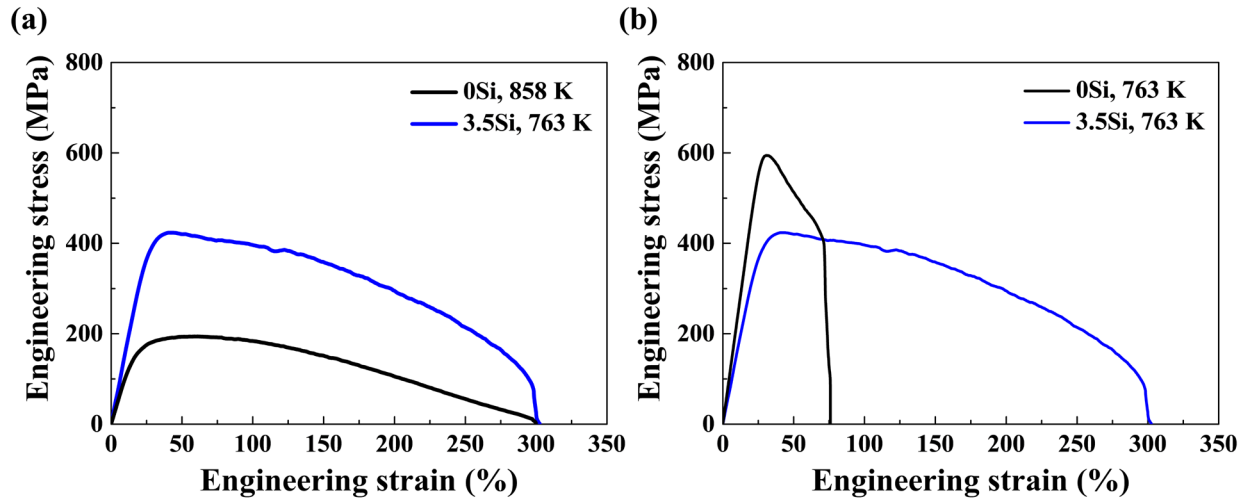 (a)
Engineering stress (MPa)
800
600
400
200
0
0Si, 858 K
3.5Si, 763 K
0 50 100 150 200 250 300 350
Engineering strain (%)
(b)
Engineering stress (MPa)
800
600
400
200
0
0Si, 763 K
3.5Si, 763 K
0 50 100 150 200 250 300 350
Engineering strain (%)